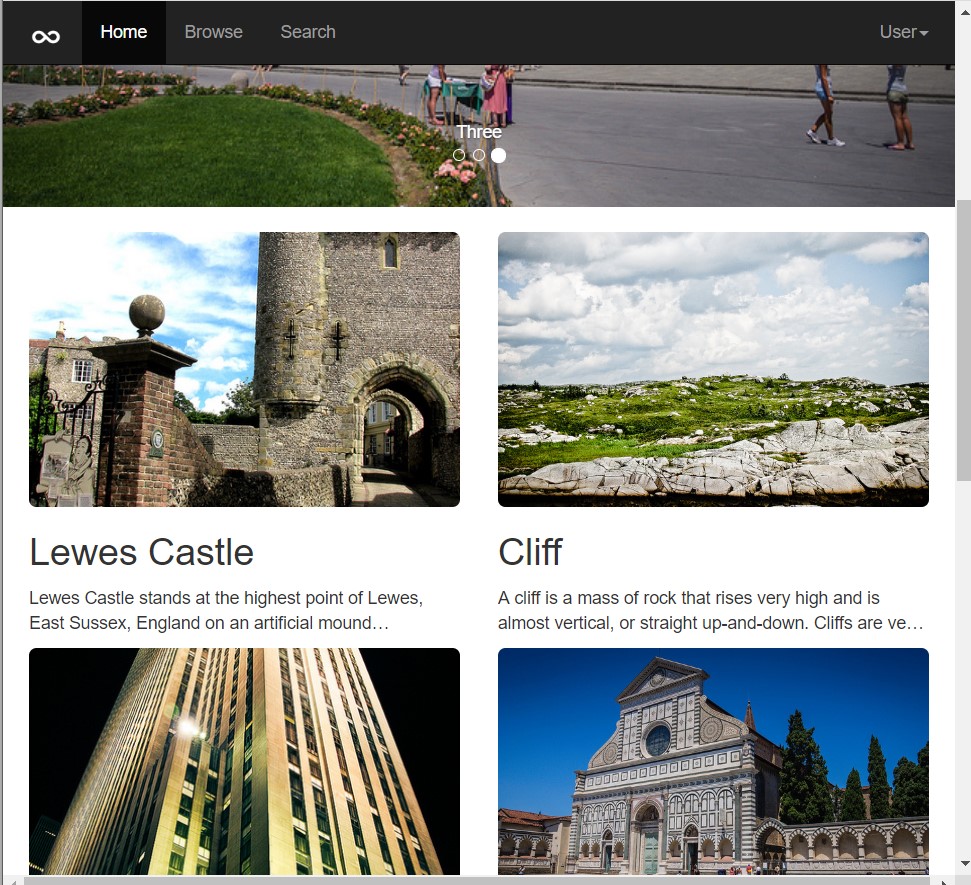 Home Browse Search User
Three
Lewes Castle
Lewes Castle stands at the highest point of Lewes,
East Sussex, England on an artificial mound…
Cliff
A cliff is a mass of rock that rises very high and is
almost vertical, or straight up-and-down. Cliffs are ve…